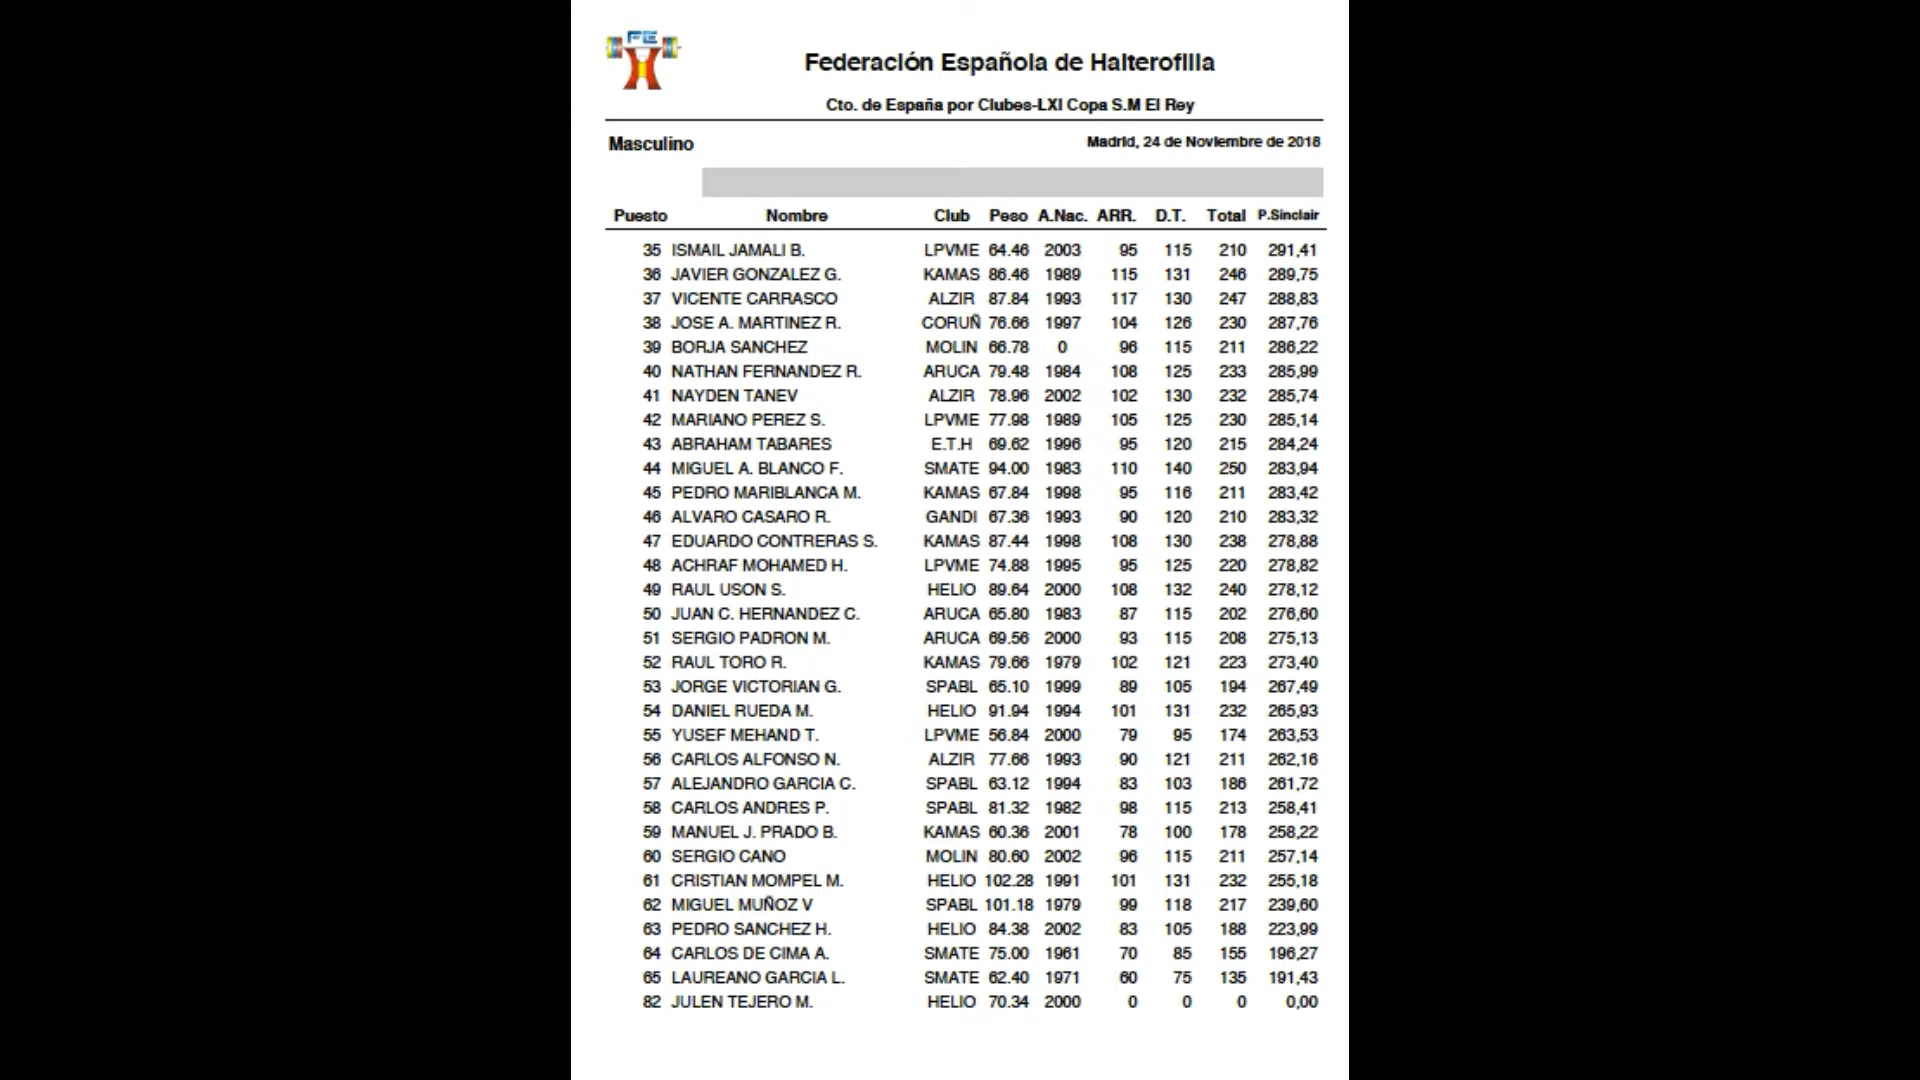 FE
Federación Española de Halterofilia
Cto. de España por Clubes-LXI Copa S.M El Rey
Masculino Madrid, 24 de Noviembre de 2018
Puesto Nombre Club Peso A.Nac. ARR. D.T. Total P.Sinclair
35 ISMAIL JAMALI B. LPVME 64.46 2003 95 115 210 291,41
36 JAVIER GONZALEZ G. KAMAS 86.46 1989 115 131 246 289,75
37 VICENTE CARRASCO ALZIR 87.84 1993 117 130 247 288,83
38 JOSE A. MARTINEZ R. CORUÑ 76.66 1997 104 126 230 287,76
39 BORJA SANCHEZ MOLIN 66.78 0 96 115 211 286,22
40 NATHAN FERNANDEZ R. ARUCA 79.48 1984 108 125 233 285,99
41 NAYDEN TANEV ALZIR 78.96 2002 102 130 232 285,74
42 MARIANO PEREZ S. LPVME 77.98 1989 105 125 230 285,14
43 ABRAHAM TABARES E.T.H 69.62 1996 95 120 215 284,24
44 MIGUEL A. BLANCO F. SMATE 94.00 1983 110 140 250 283,94
45 PEDRO MARIBLANCA M. KAMAS 67.84 1998 95 116 211 283,42
46 ALVARO CASARO R. GANDI 67.36 1993 90 120 210 283,32
47 EDUARDO CONTRERAS S. KAMAS 87.44 1998 108 130 238 278,88
48 ACHRAF MOHAMED H. LPVME 74.88 1995 95 125 220 278,82
49 RAUL USON S. HELIO 89.64 2000 108 132 240 278,12
50 JUAN C. HERNANDEZ C. ARUCA 65.80 1983 87 115 202 276,60
51 SERGIO PADRON M. ARUCA 69.56 2000 93 115 208 275,13
52 RAUL TORO R. KAMAS 79.66 1979 102 121 223 273,40
53 JORGE VICTORIAN G. SPABL 65.10 1999 89 105 194 267,49
54 DANIEL RUEDA M. HELIO 91.94 1994 101 131 232 265,93
55 YUSEF MEHAND T. LPVME 56.84 2000 79 95 174 263,53
56 CARLOS ALFONSO N. ALZIR 77.66 1993 90 121 211 262,16
57 ALEJANDRO GARCIA C. SPABL 63.12 1994 83 103 186 261,72
58 CARLOS ANDRES P. SPABL 81.32 1982 98 115 213 258,41
59 MANUEL J. PRADO B. KAMAS 60.36 2001 78 100 178 258,22
60 SERGIO CANO MOLIN 80.60 2002 96 115 211 257,14
61 CRISTIAN MOMPEL M. HELIO 102.28 1991 101 131 232 255,18
62 MIGUEL MUÑOZ V SPABL 101.18 1979 99 118 217 239,60
63 PEDRO SANCHEZ H. HELIO 84.38 2002 83 105 188 223,99
64 CARLOS DE CIMA A. SMATE 75.00 1961 70 85 155 196,27
65 LAUREANO GARCIA L. SMATE 62.40 1971 60 75 135 191,43
82 JULEN TEJERO M. HELIO 70.34 2000 0 0 0 0,00